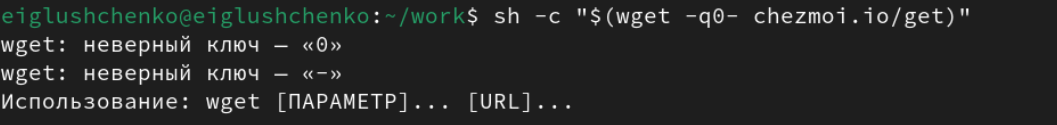 eiglushchenko@eiglushchenko:~/work$ sh -c "$(wget -q0- chezmoi.io/get)"
wget: неверный ключ — «0»
wget: неверный ключ — «-»
Использование: wget [ПАРАМЕТР]... [URL]...